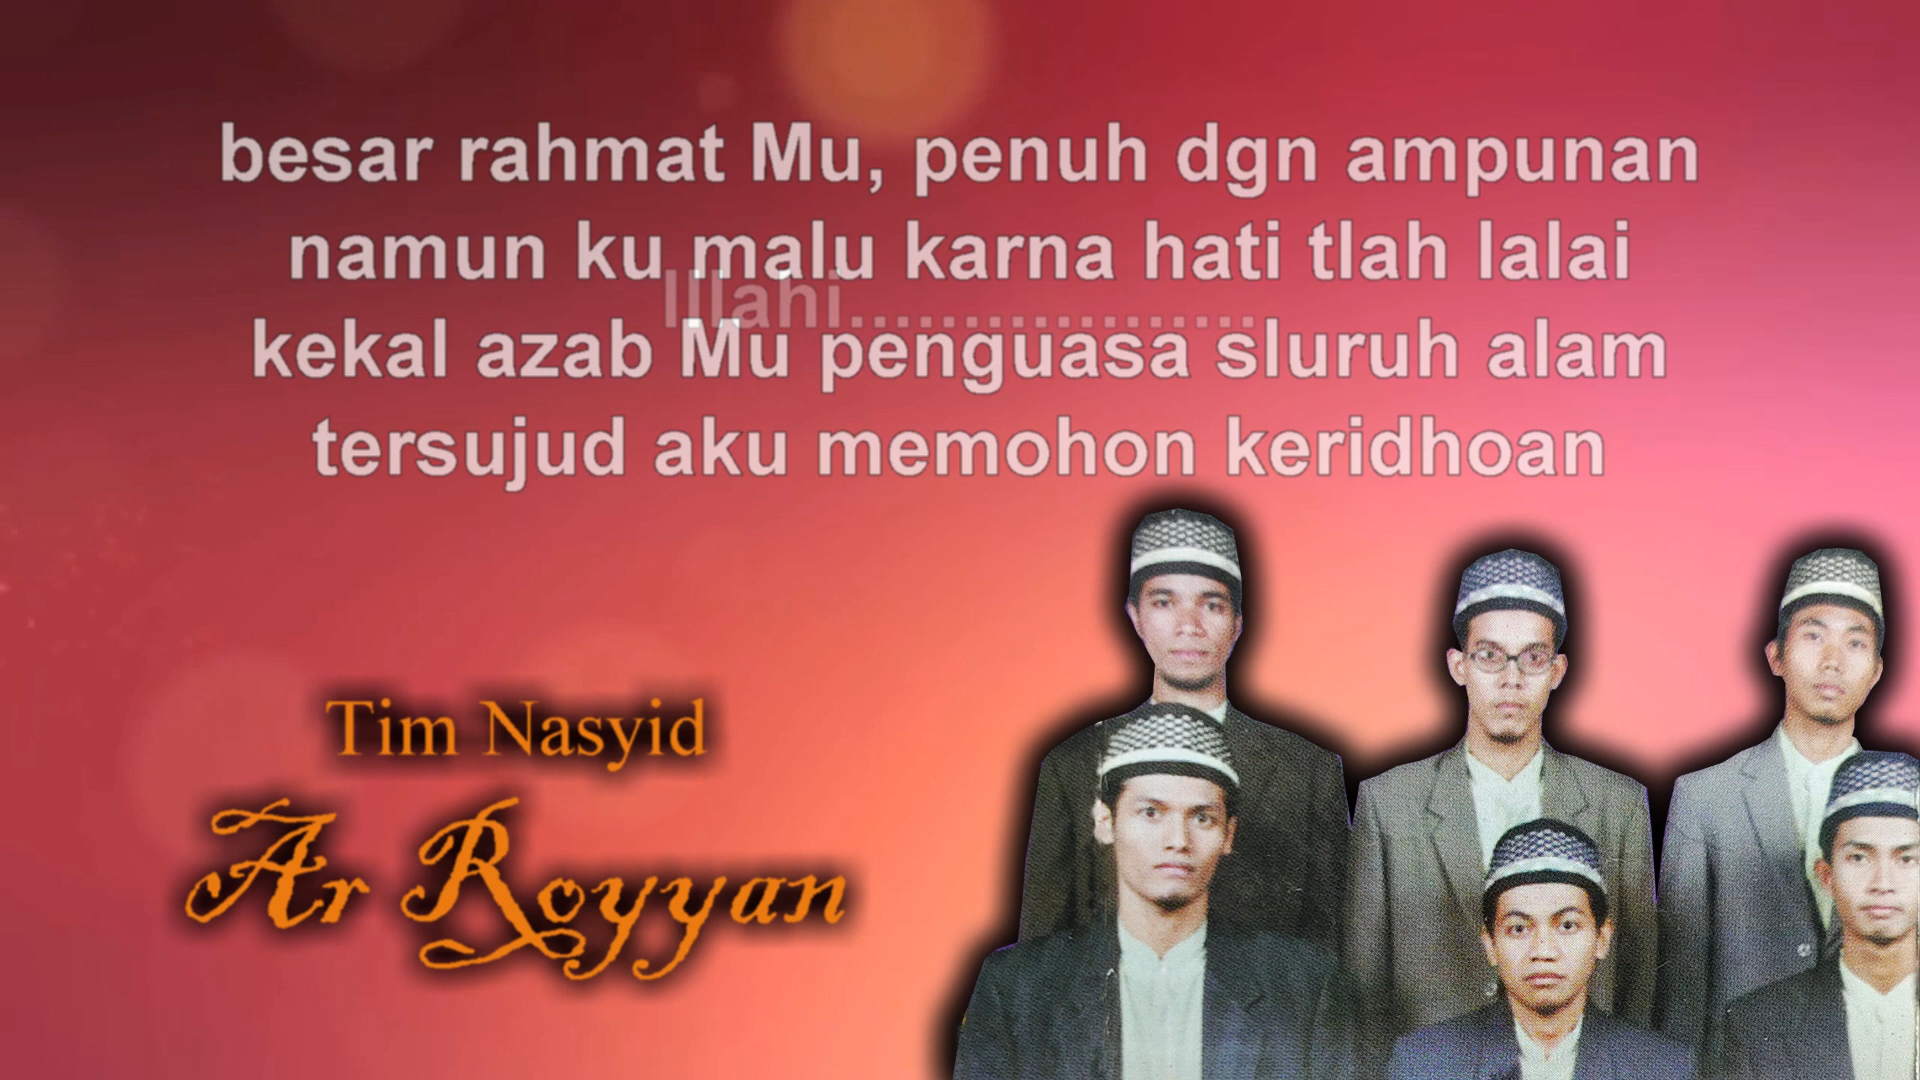 besar rahmat Mu, penuh dgn ampunan
namun ku malu karna hati tlah lalai
Illahi..................
kekal azab Mu penguasa sluruh alam
tersujud aku memohon keridhoan
Tim Nasyid
Ar Royyan